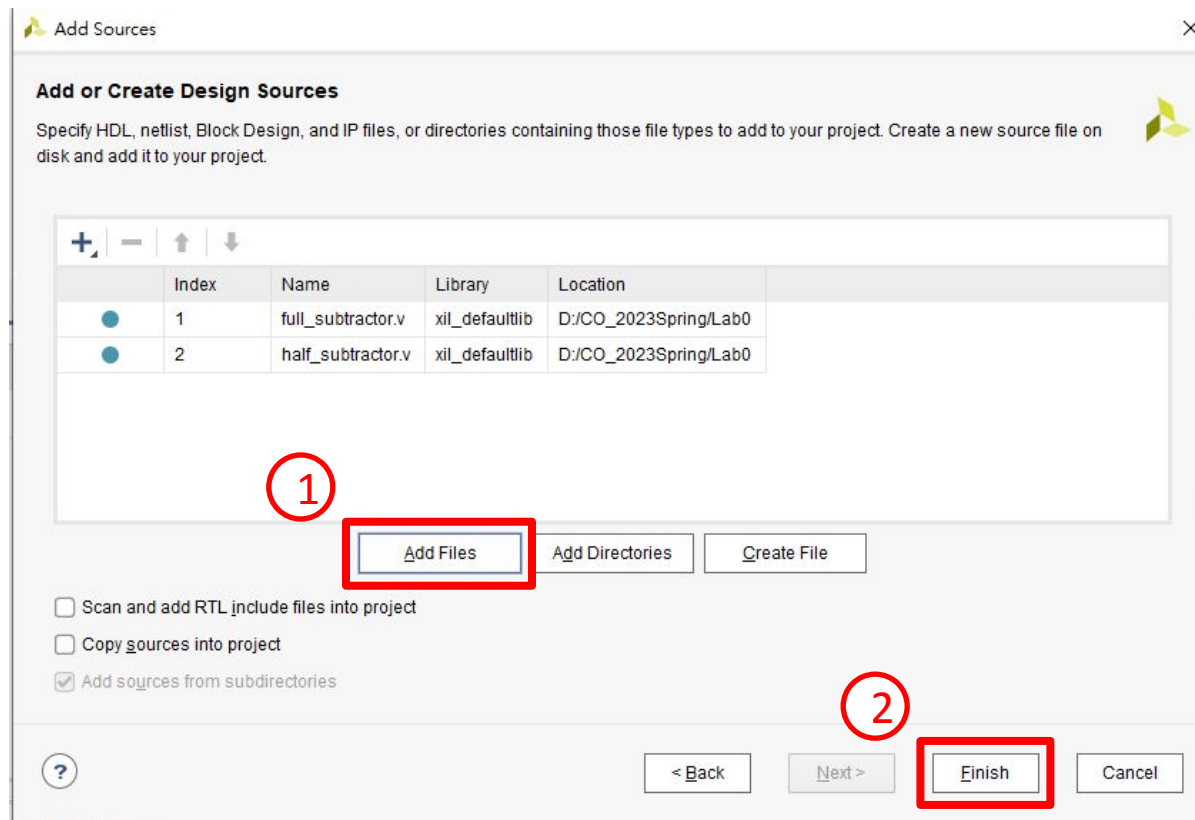 Add Sources
Add or Create Design Sources
Specify HDL, netlist, Block Design, and IP files, or directories containing those file types to add to your project. Create a new source file on
disk and add it to your project.
Index Name Library Location
1 full_subtractor.v xil_defaultlib D:/CO_2023Spring/Lab0
2 half_subtractor.v xil_defaultlib D:/CO_2023Spring/Lab0
1
Add Files Add Directories Create File
Scan and add RTL include files into project
Copy sources into project
Add sources from subdirectories
2
? < Back Next > Finish Cancel